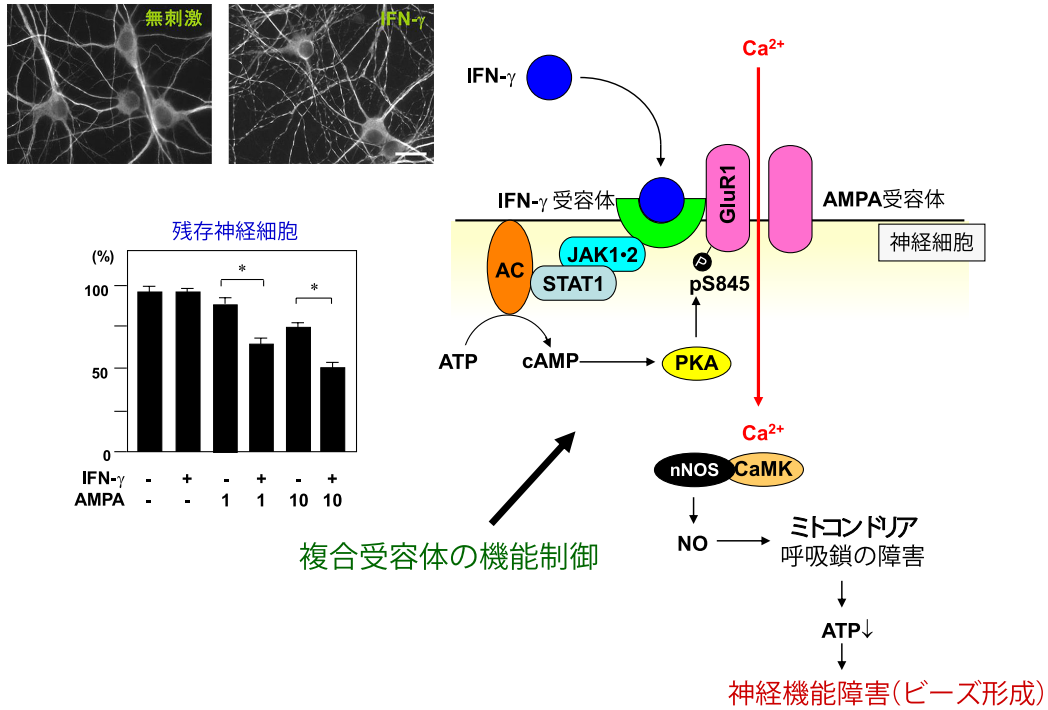 無刺激
IFN-γ
Ca2+
IFN-γ
IFN-γ 受容体
GluR1
AMPA受容体
神経細胞
JAK1•2
AC
STAT1
P
pS845
ATP
cAMP
PKA
残存神経細胞
(%)
100
50
0
*
*
IFN-γ - + - + - +
AMPA - - 1 1 10 10
複合受容体の機能制御
Ca2+
nNOS
CaMK
NO
ミトコンドリア
呼吸鎖の障害
ATP↓
神経機能障害(ビーズ形成)